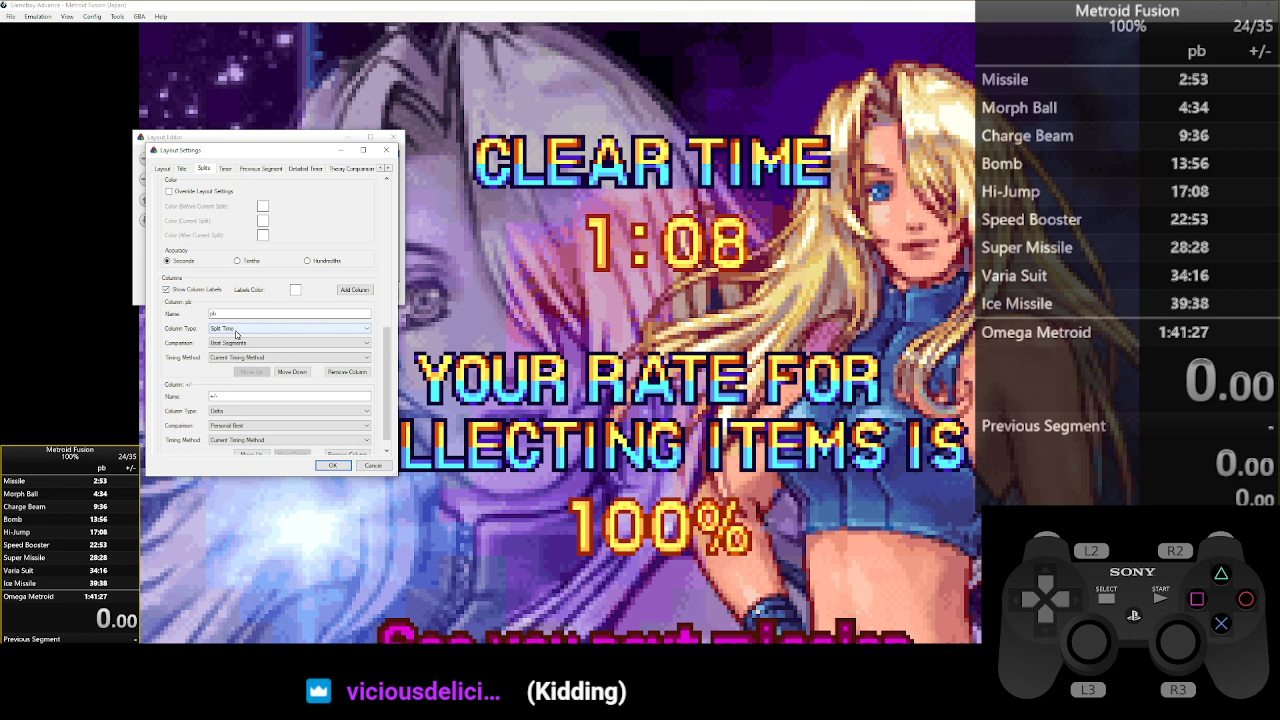 Gameboy Advance - Metroid Fusion (Japan)
File Emulation View Config Tools GBA Help
CLEAR TIME
1:08
YOUR RATE FOR
LLECTING ITEMS IS
100%
See you next mission
Layout Editor
Layout Settings
Layout Title Splits Timer Previous Segment Detailed Timer Theory Comparison
Color
Override Layout Settings
Color (Before Current Split):
Color (Current Split):
Color (After Current Split):
Accuracy
Seconds Tenths Hundredths
Columns
Show Column Labels Labels Color: Add Column
Column: pb
Name: pb
Column Type: Split Time
Comparison: Best Segments
Timing Method: Current Timing Method
Move Up Move Down Remove Column
Column: +/-
Name: +/-
Column Type: Delta
Comparison: Personal Best
Timing Method: Current Timing Method
OK Cancel
Metroid Fusion
100% 24/35
pb +/-
Missile 2:53
Morph Ball 4:34
Charge Beam 9:36
Bomb 13:56
Hi-Jump 17:08
Speed Booster 22:53
Super Missile 28:28
Varia Suit 34:16
Ice Missile 39:38
Omega Metroid 1:41:27
0.00
Previous Segment -
Metroid Fusion
100% 24/35
pb +/-
Missile 2:53
Morph Ball 4:34
Charge Beam 9:36
Bomb 13:56
Hi-Jump 17:08
Speed Booster 22:53
Super Missile 28:28
Varia Suit 34:16
Ice Missile 39:38
Omega Metroid 1:41:27
0.00
Previous Segment -
0.00
0.00
L2 R2
SONY
SELECT START
L3 R3
viciousdelici... (Kidding)